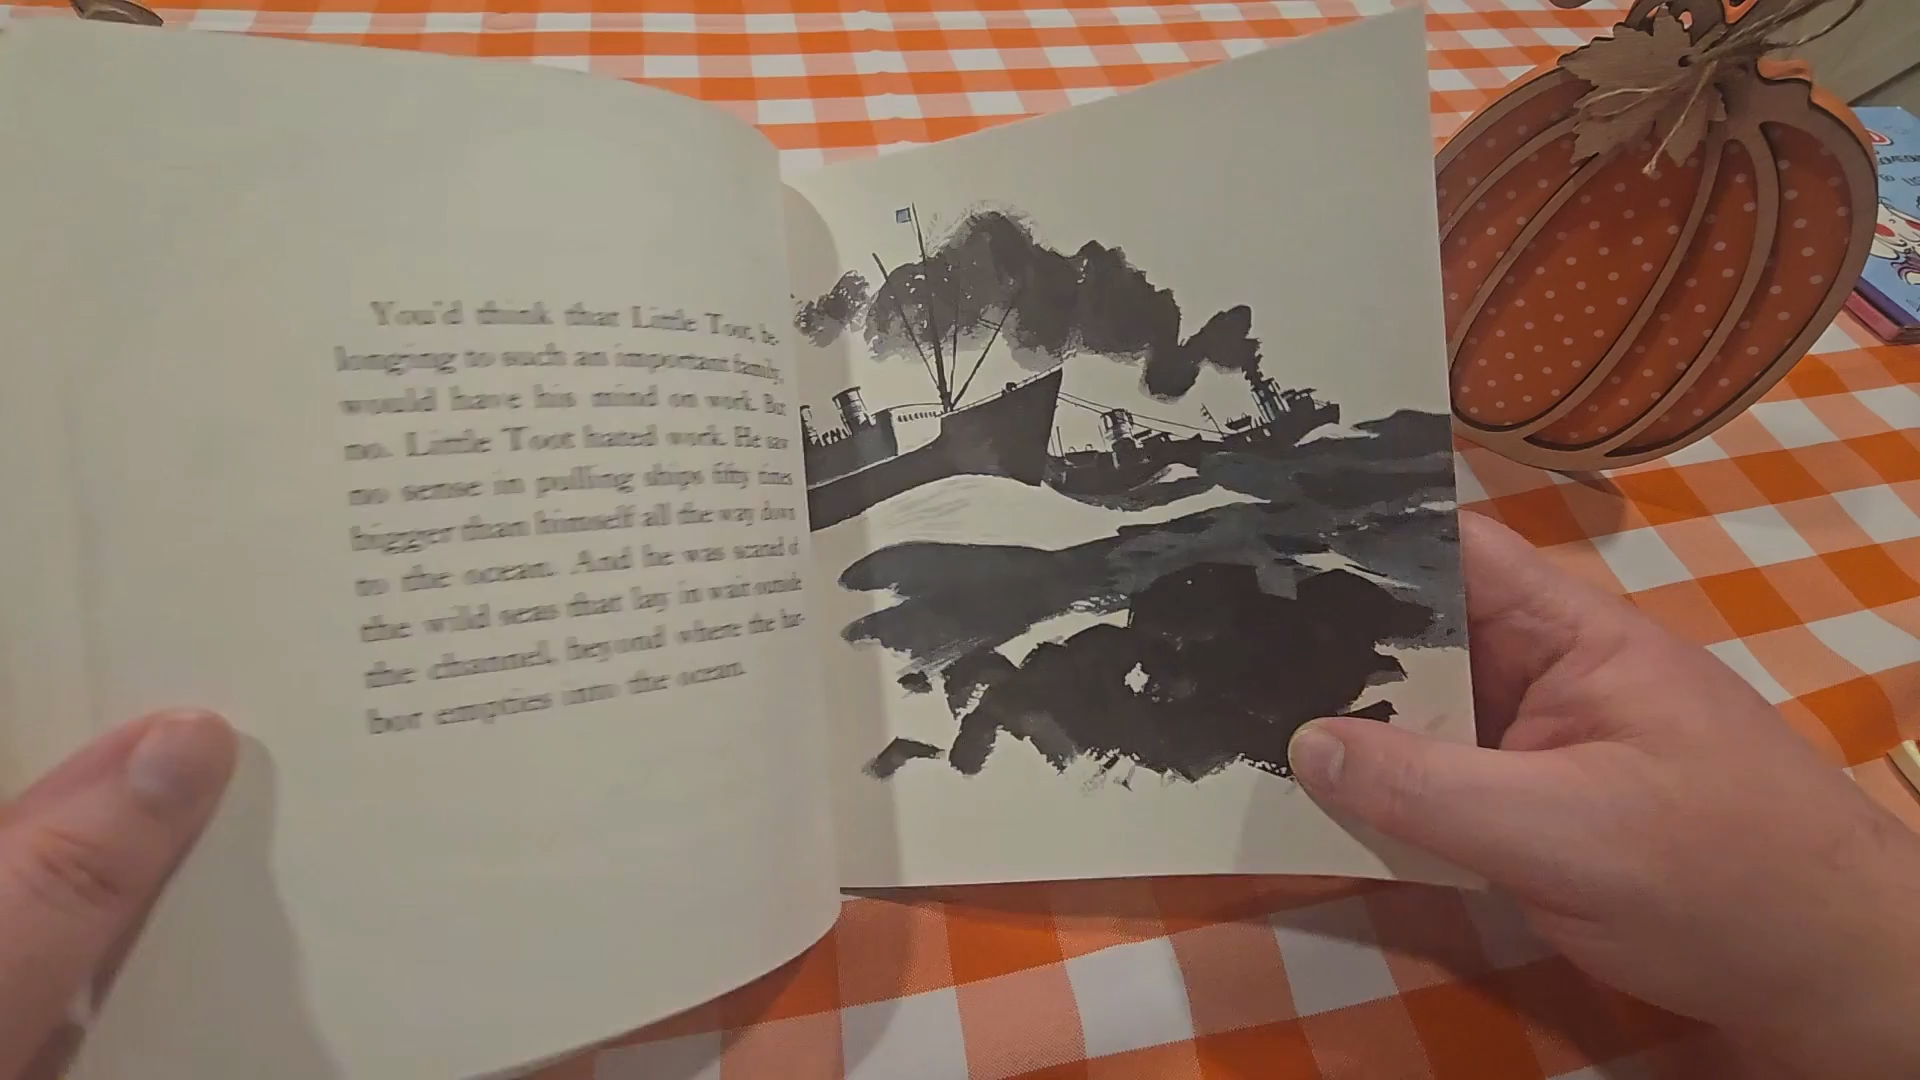 You'd think that Little Toot, be-
longing to such an important family,
would have his mind on work. But
no. Little Toot hated work. He saw
no sense in pulling ships fifty times
bigger than himself all the way down
to the ocean. And he was scared of
the wild seas that lay in wait outside
the channel, beyond where the har-
bor empties into the ocean.